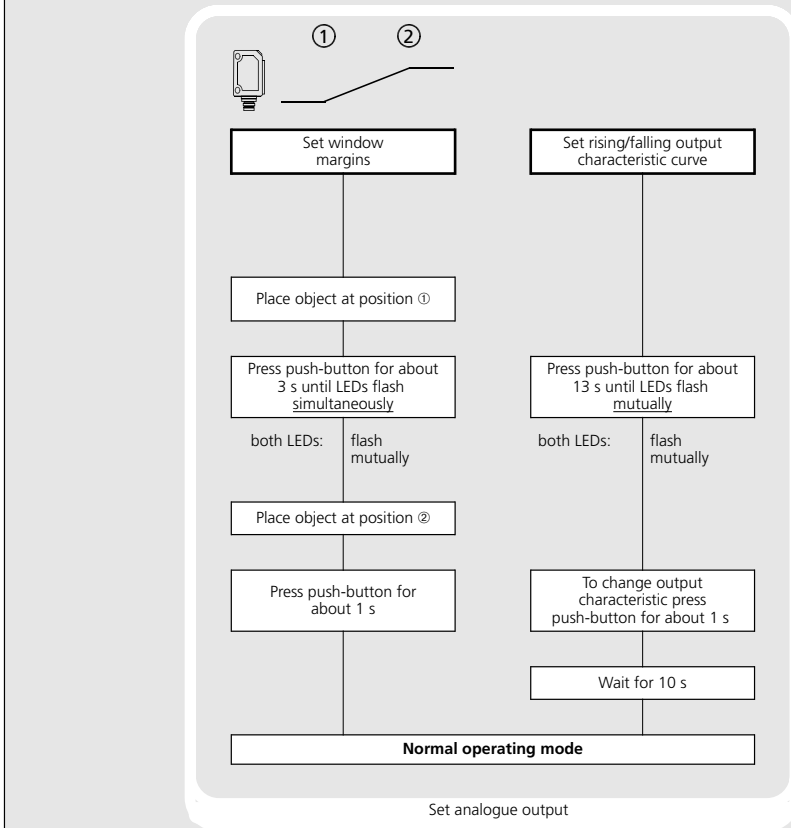 ① ②
Set window
margins
Place object at position ①
Press push-button for about
3 s until LEDs flash
simultaneously
both LEDs: flash
mutually
Place object at position ②
Press push-button for
about 1 s
Set rising/falling output
characteristic curve
Press push-button for about
13 s until LEDs flash
mutually
both LEDs: flash
mutually
To change output
characteristic press
push-button for about 1 s
Wait for 10 s
Normal operating mode
Set analogue output